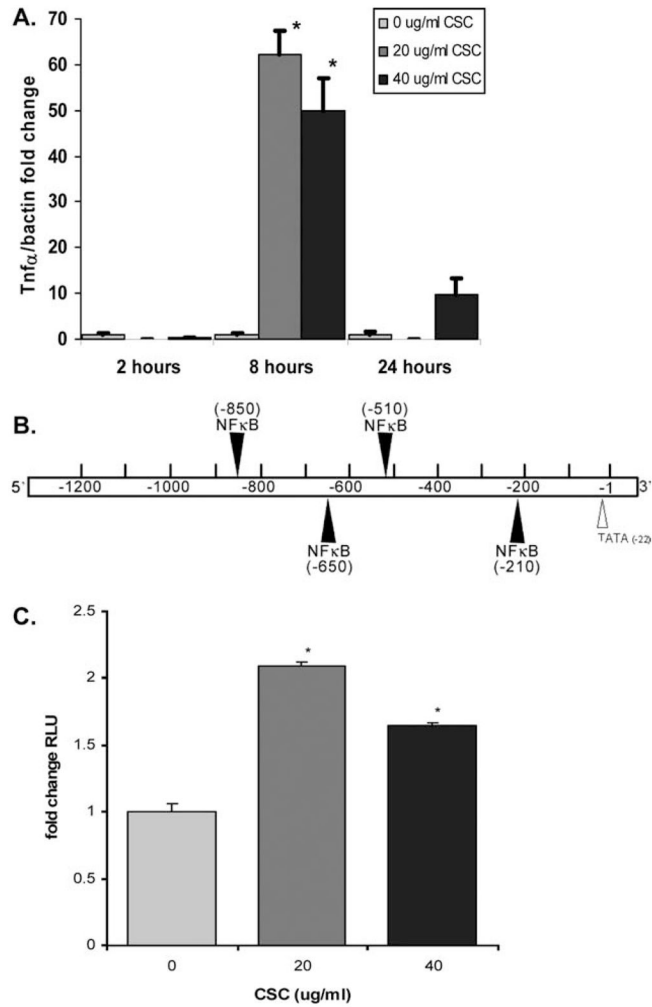 A.
Tnfα/bactin fold change
70
60
50
40
30
20
10
0
* *
0 ug/ml CSC
20 ug/ml CSC
40 ug/ml CSC
2 hours 8 hours 24 hours
B.
(-850) (-510)
NFκB NFκB
5` -1200 -1000 -800 -600 -400 -200 -1 3`
NFκB NFκB TATA (-22)
(-650) (-210)
C.
fold change RLU
2.5
2
1.5
1
0.5
0
* *
0 20 40
CSC (ug/ml)